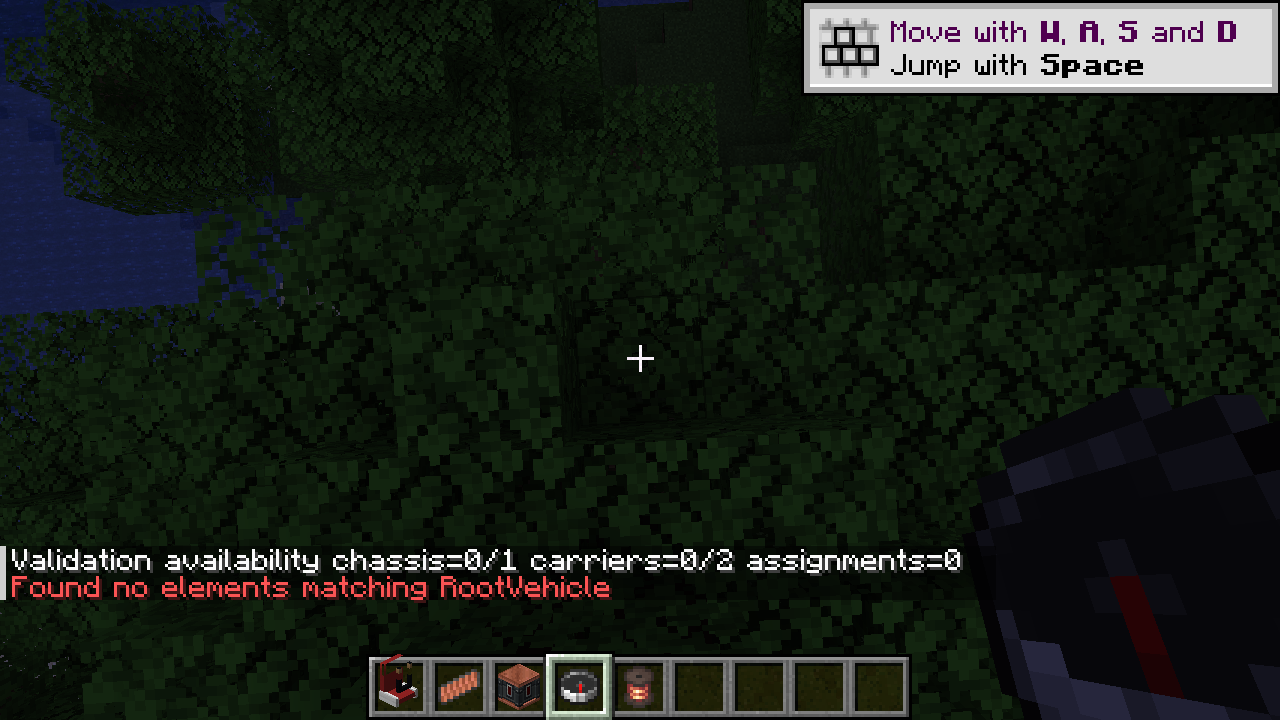 Move with W, A, S and D
Jump with Space
Validation availability chassis=0/1 carriers=0/2 assignments=0
Found no elements matching RootVehicle